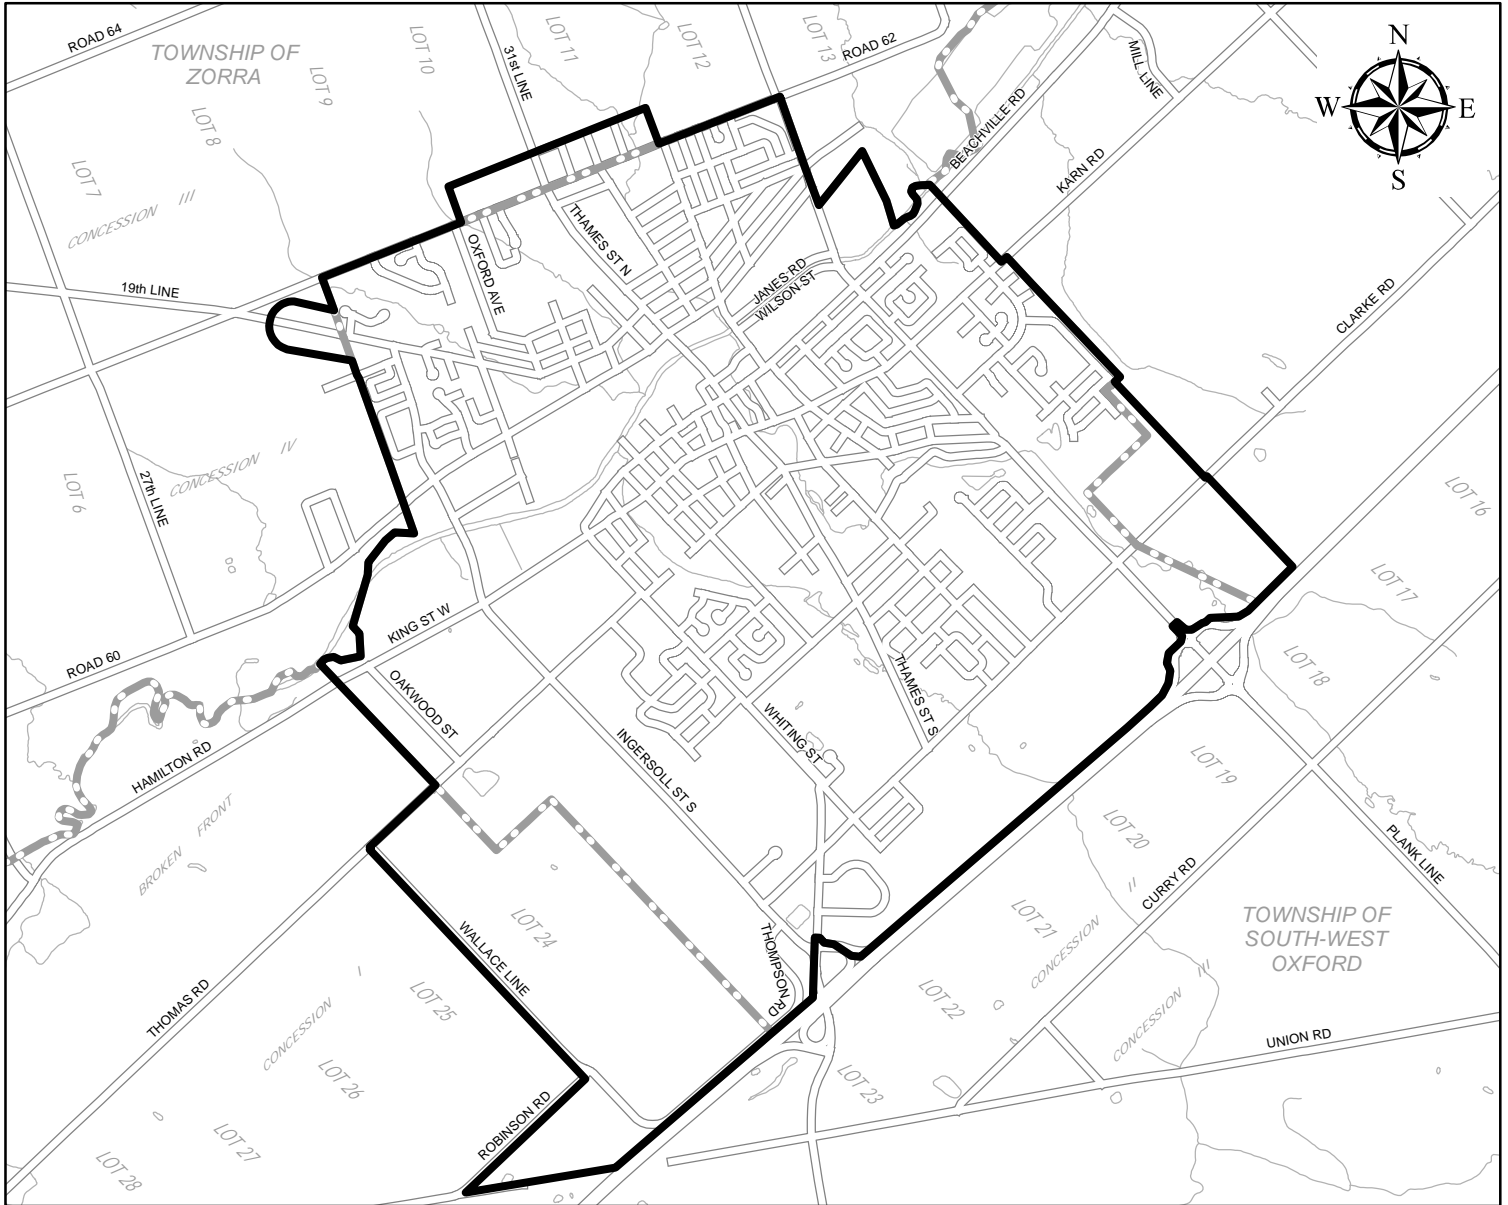 ROAD 64
TOWNSHIP OF
ZORRA
LOT 10
31st LINE
LOT 11
LOT 12
LOT 13
ROAD 62
MILL LINE
N
W
E
S
LOT 9
LOT 8
LOT 7
BEACHVILLE RD
KARN RD
CONCESSION III
THAMES ST N
OXFORD AVE
19th LINE
JANES RD
WILSON ST
CLARKE RD
LOT 6
27th LINE
CONCESSION IV
LOT 16
LOT 17
ROAD 60
KING ST W
LOT 18
OAKWOOD ST
THAMES ST S
HAMILTON RD
WHITING ST
INGERSOLL ST S
LOT 19
BROKEN FRONT
LOT 20
PLANK LINE
CURRY RD
CONCESSION II
LOT 21
TOWNSHIP OF
SOUTH-WEST
OXFORD
LOT 24
WALLACE LINE
THOMPSON RD
THOMAS RD
CONCESSION I
LOT 25
LOT 22
CONCESSION III
UNION RD
LOT 26
LOT 23
ROBINSON RD
LOT 27
LOT 28